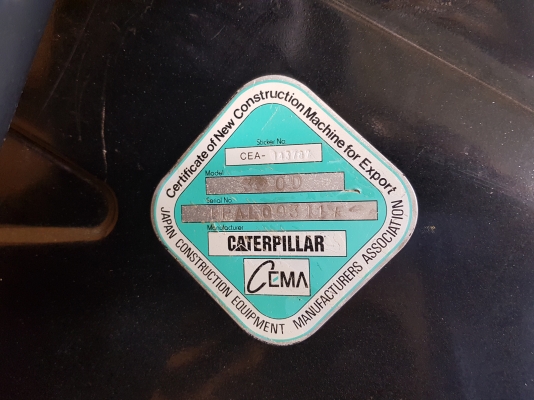 Certificate of New Construction Machine for Export
Sticker No
CEA-
Model
Serial No
Manufacturer
CATERPILLAR
CEMA
JAPAN CONSTRUCTION EQUIPMENT MANUFACTURERS ASSOCIATION